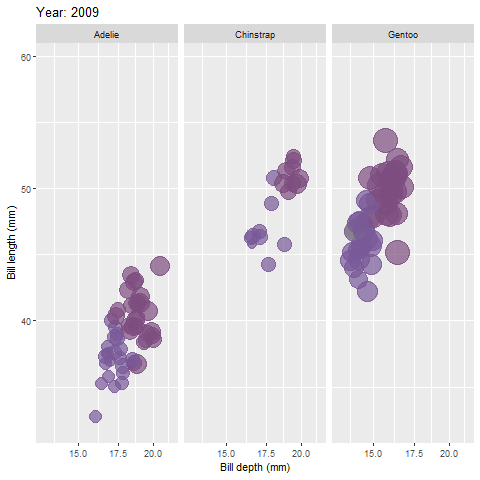 Year: 2009
Adelie Chinstrap Gentoo
60
50
40
Bill length (mm)
15.0 17.5 20.0 15.0 17.5 20.0 15.0 17.5 20.0
Bill depth (mm)